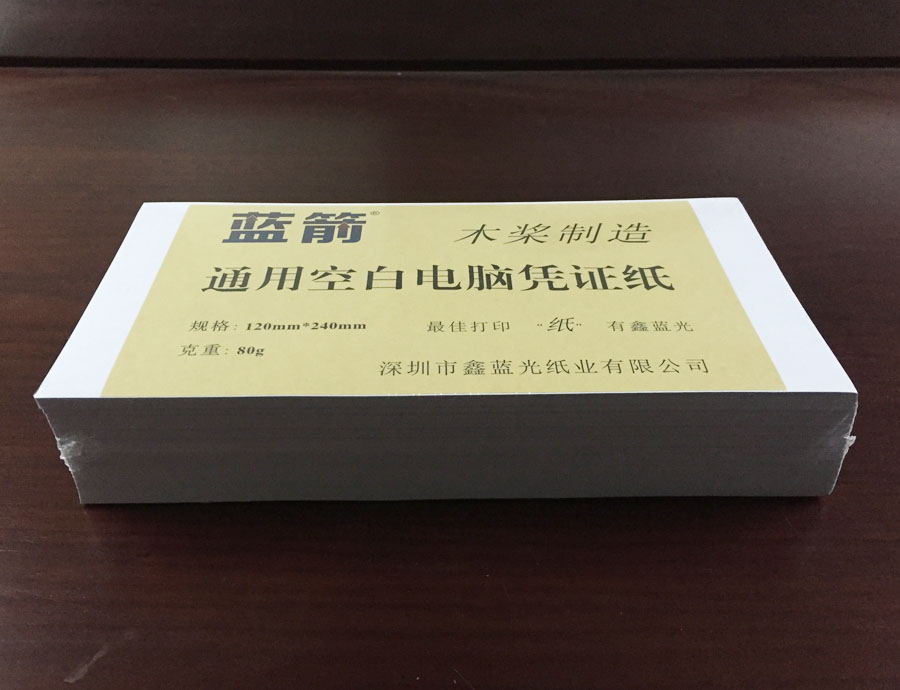 蓝箭® 木桨制造
通用空白电脑凭证纸
规格: 120mm*240mm 最佳打印 "纸" 有鑫蓝光
克重: 80g
深圳市鑫蓝光纸业有限公司